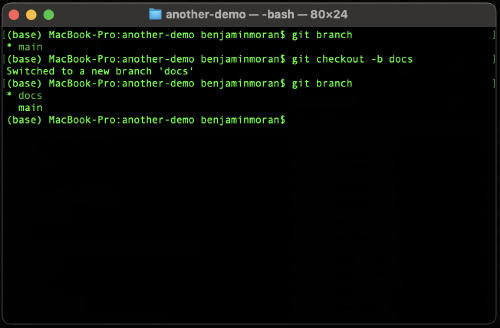 another-demo — -bash — 80×24
(base) MacBook-Pro:another-demo benjaminmoran$ git branch
* main
(base) MacBook-Pro:another-demo benjaminmoran$ git checkout -b docs
Switched to a new branch 'docs'
(base) MacBook-Pro:another-demo benjaminmoran$ git branch
* docs
  main
(base) MacBook-Pro:another-demo benjaminmoran$